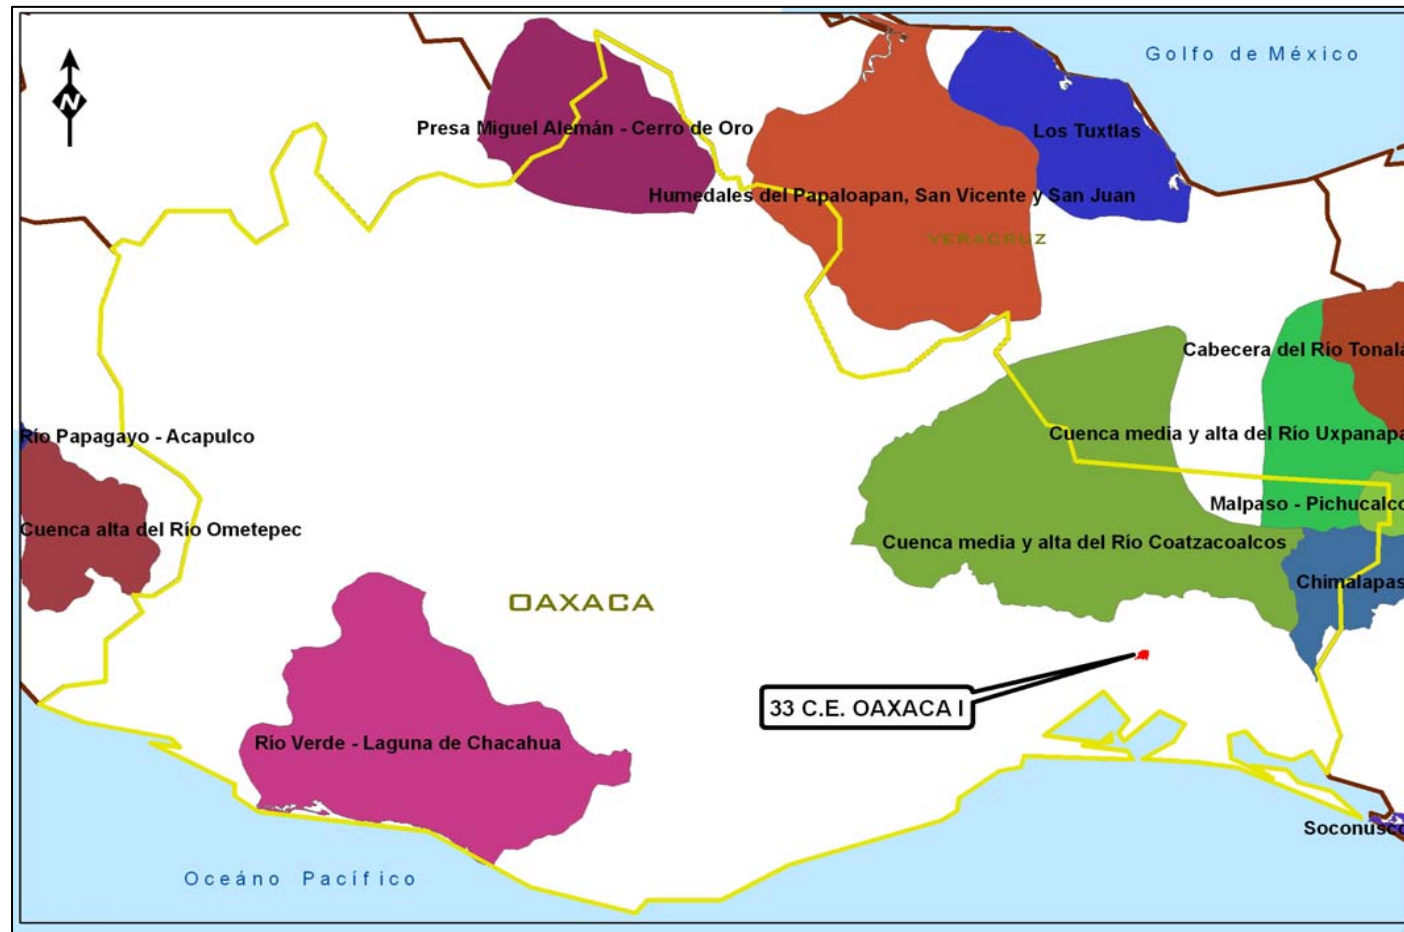 Golfo de México
N
Presa Miguel Alemán - Cerro de Oro
Los Tuxtlas
Humedales del Papaloapan, San Vicente y San Juan
VERACRUZ
Cabecera del Río Tonalá
Río Papagayo - Acapulco
Cuenca media y alta del Río Uxpanapa
Malpaso - Pichucalco
Cuenca alta del Río Ometepec
Cuenca media y alta del Río Coatzacoalcos
Chimalapas
OAXACA
33 C.E. OAXACA I
Río Verde - Laguna de Chacahua
Soconusco
Oceáno Pacífico